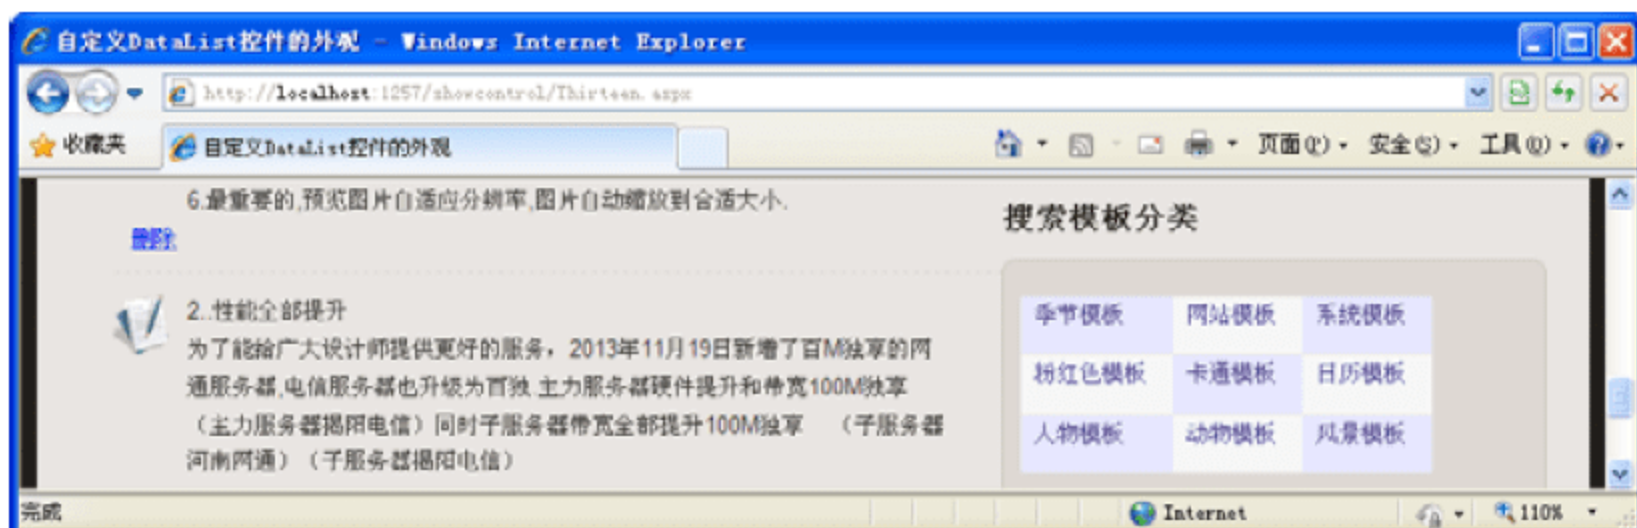 自定义DataList控件的外观 - Windows Internet Explorer
http://localhost:1257/showcontrol/Thirteen.aspx
收藏夹
自定义DataList控件的外观
页面(P)
安全(S)
工具(O)
6.最重要的,预览图片自适应分辨率,图片自动缩放到合适大小.
删除
2..性能全部提升
为了能给广大设计师提供更好的服务，2013年11月19日新增了百M独享的网
通服务器,电信服务器也升级为百独.主力服务器硬件提升和带宽100M独享
（主力服务器揭阳电信）同时子服务器带宽全部提升100M独享 （子服务器
河南网通）（子服务器揭阳电信）
搜索模板分类
季节模板 网站模板 系统模板
粉红色模板 卡通模板 日历模板
人物模板 动物模板 风景模板
完成
Internet
110%